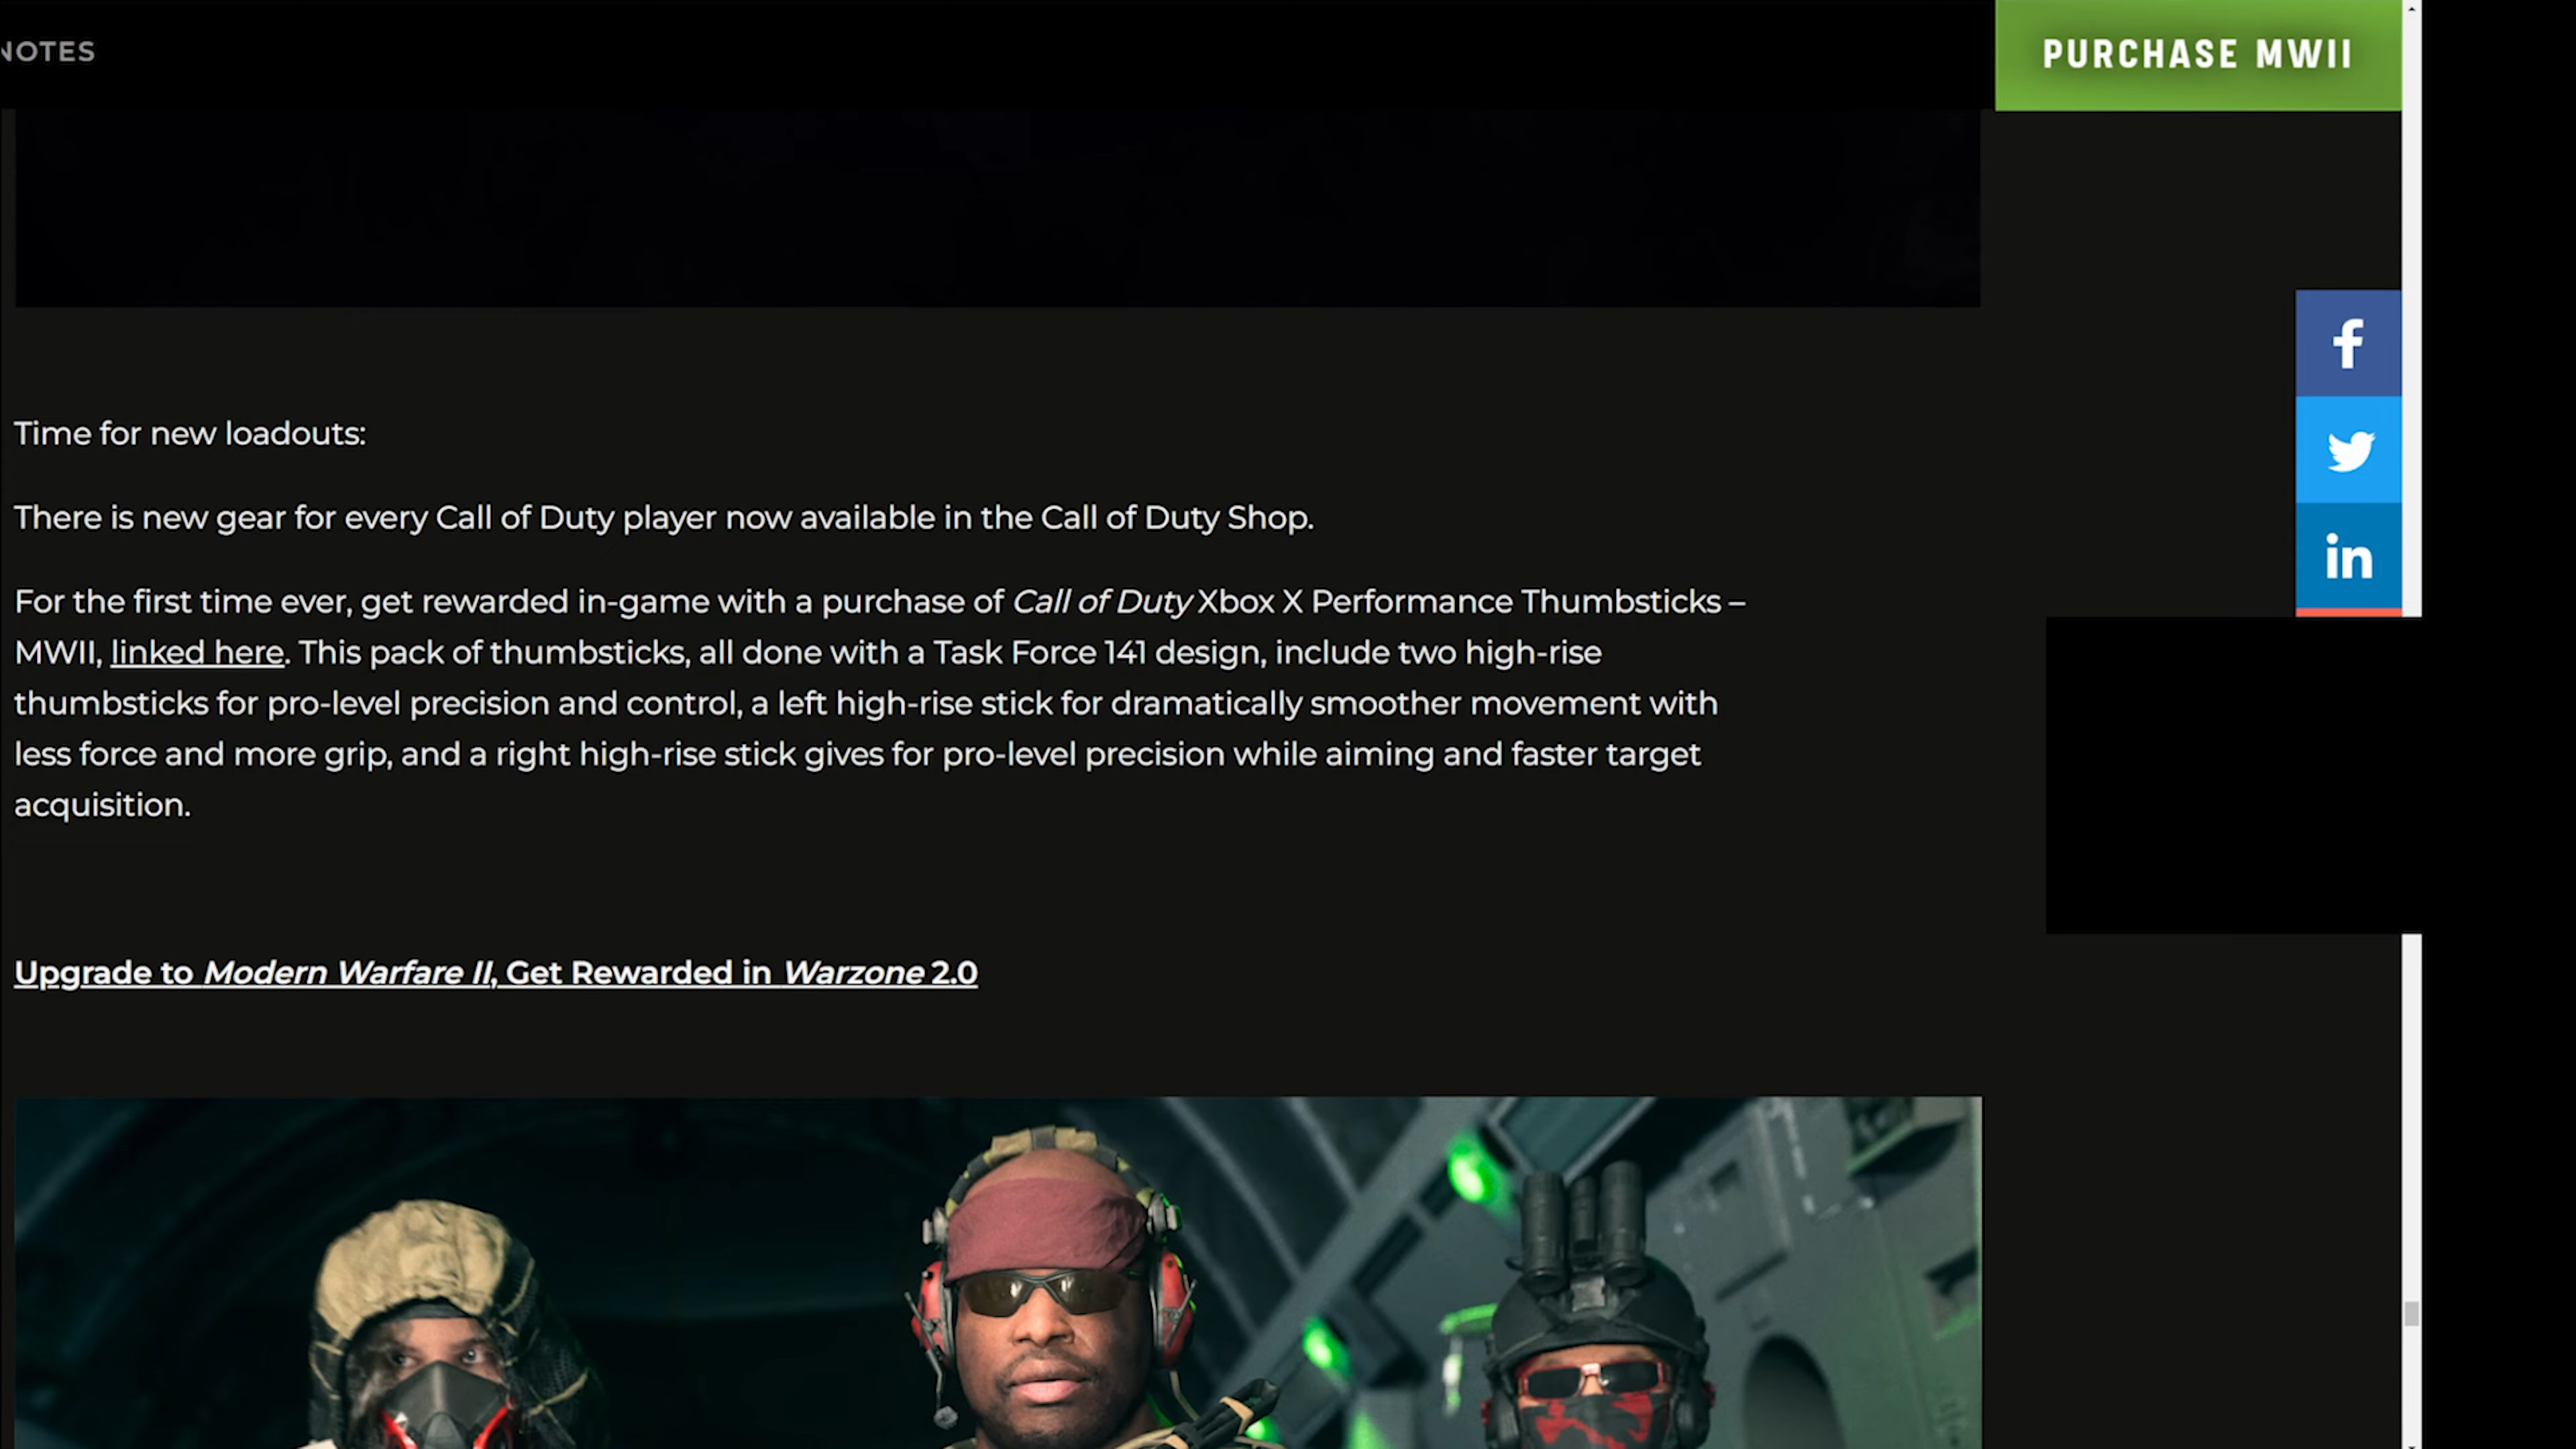 NOTES
PURCHASE MWII
f
in
Time for new loadouts:
There is new gear for every Call of Duty player now available in the Call of Duty Shop.
For the first time ever, get rewarded in-game with a purchase of Call of Duty Xbox X Performance Thumbsticks –
MWII, linked here. This pack of thumbsticks, all done with a Task Force 141 design, include two high-rise
thumbsticks for pro-level precision and control, a left high-rise stick for dramatically smoother movement with
less force and more grip, and a right high-rise stick gives for pro-level precision while aiming and faster target
acquisition.
Upgrade to Modern Warfare II, Get Rewarded in Warzone 2.0